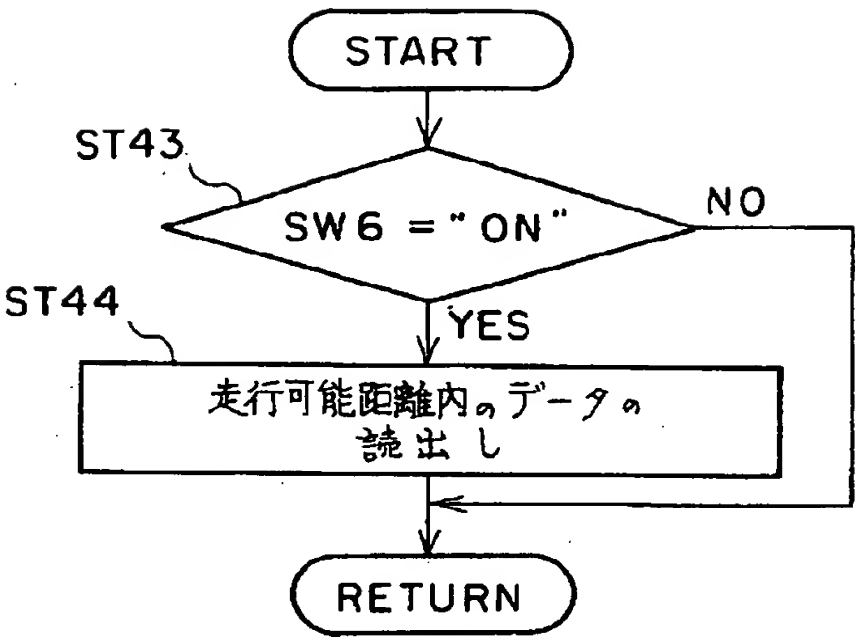 START
ST43
SW6 = "ON"
NO
ST44
YES
走行可能距離内のデータの
読出し
RETURN